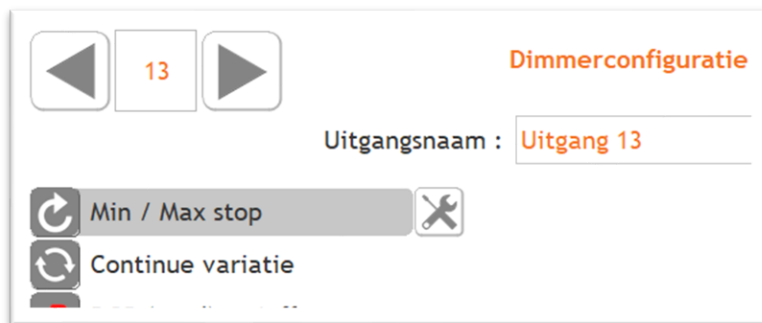 13
Dimmerconfiguratie
Uitgangsnaam : Uitgang 13
Min / Max stop
Continue variatie